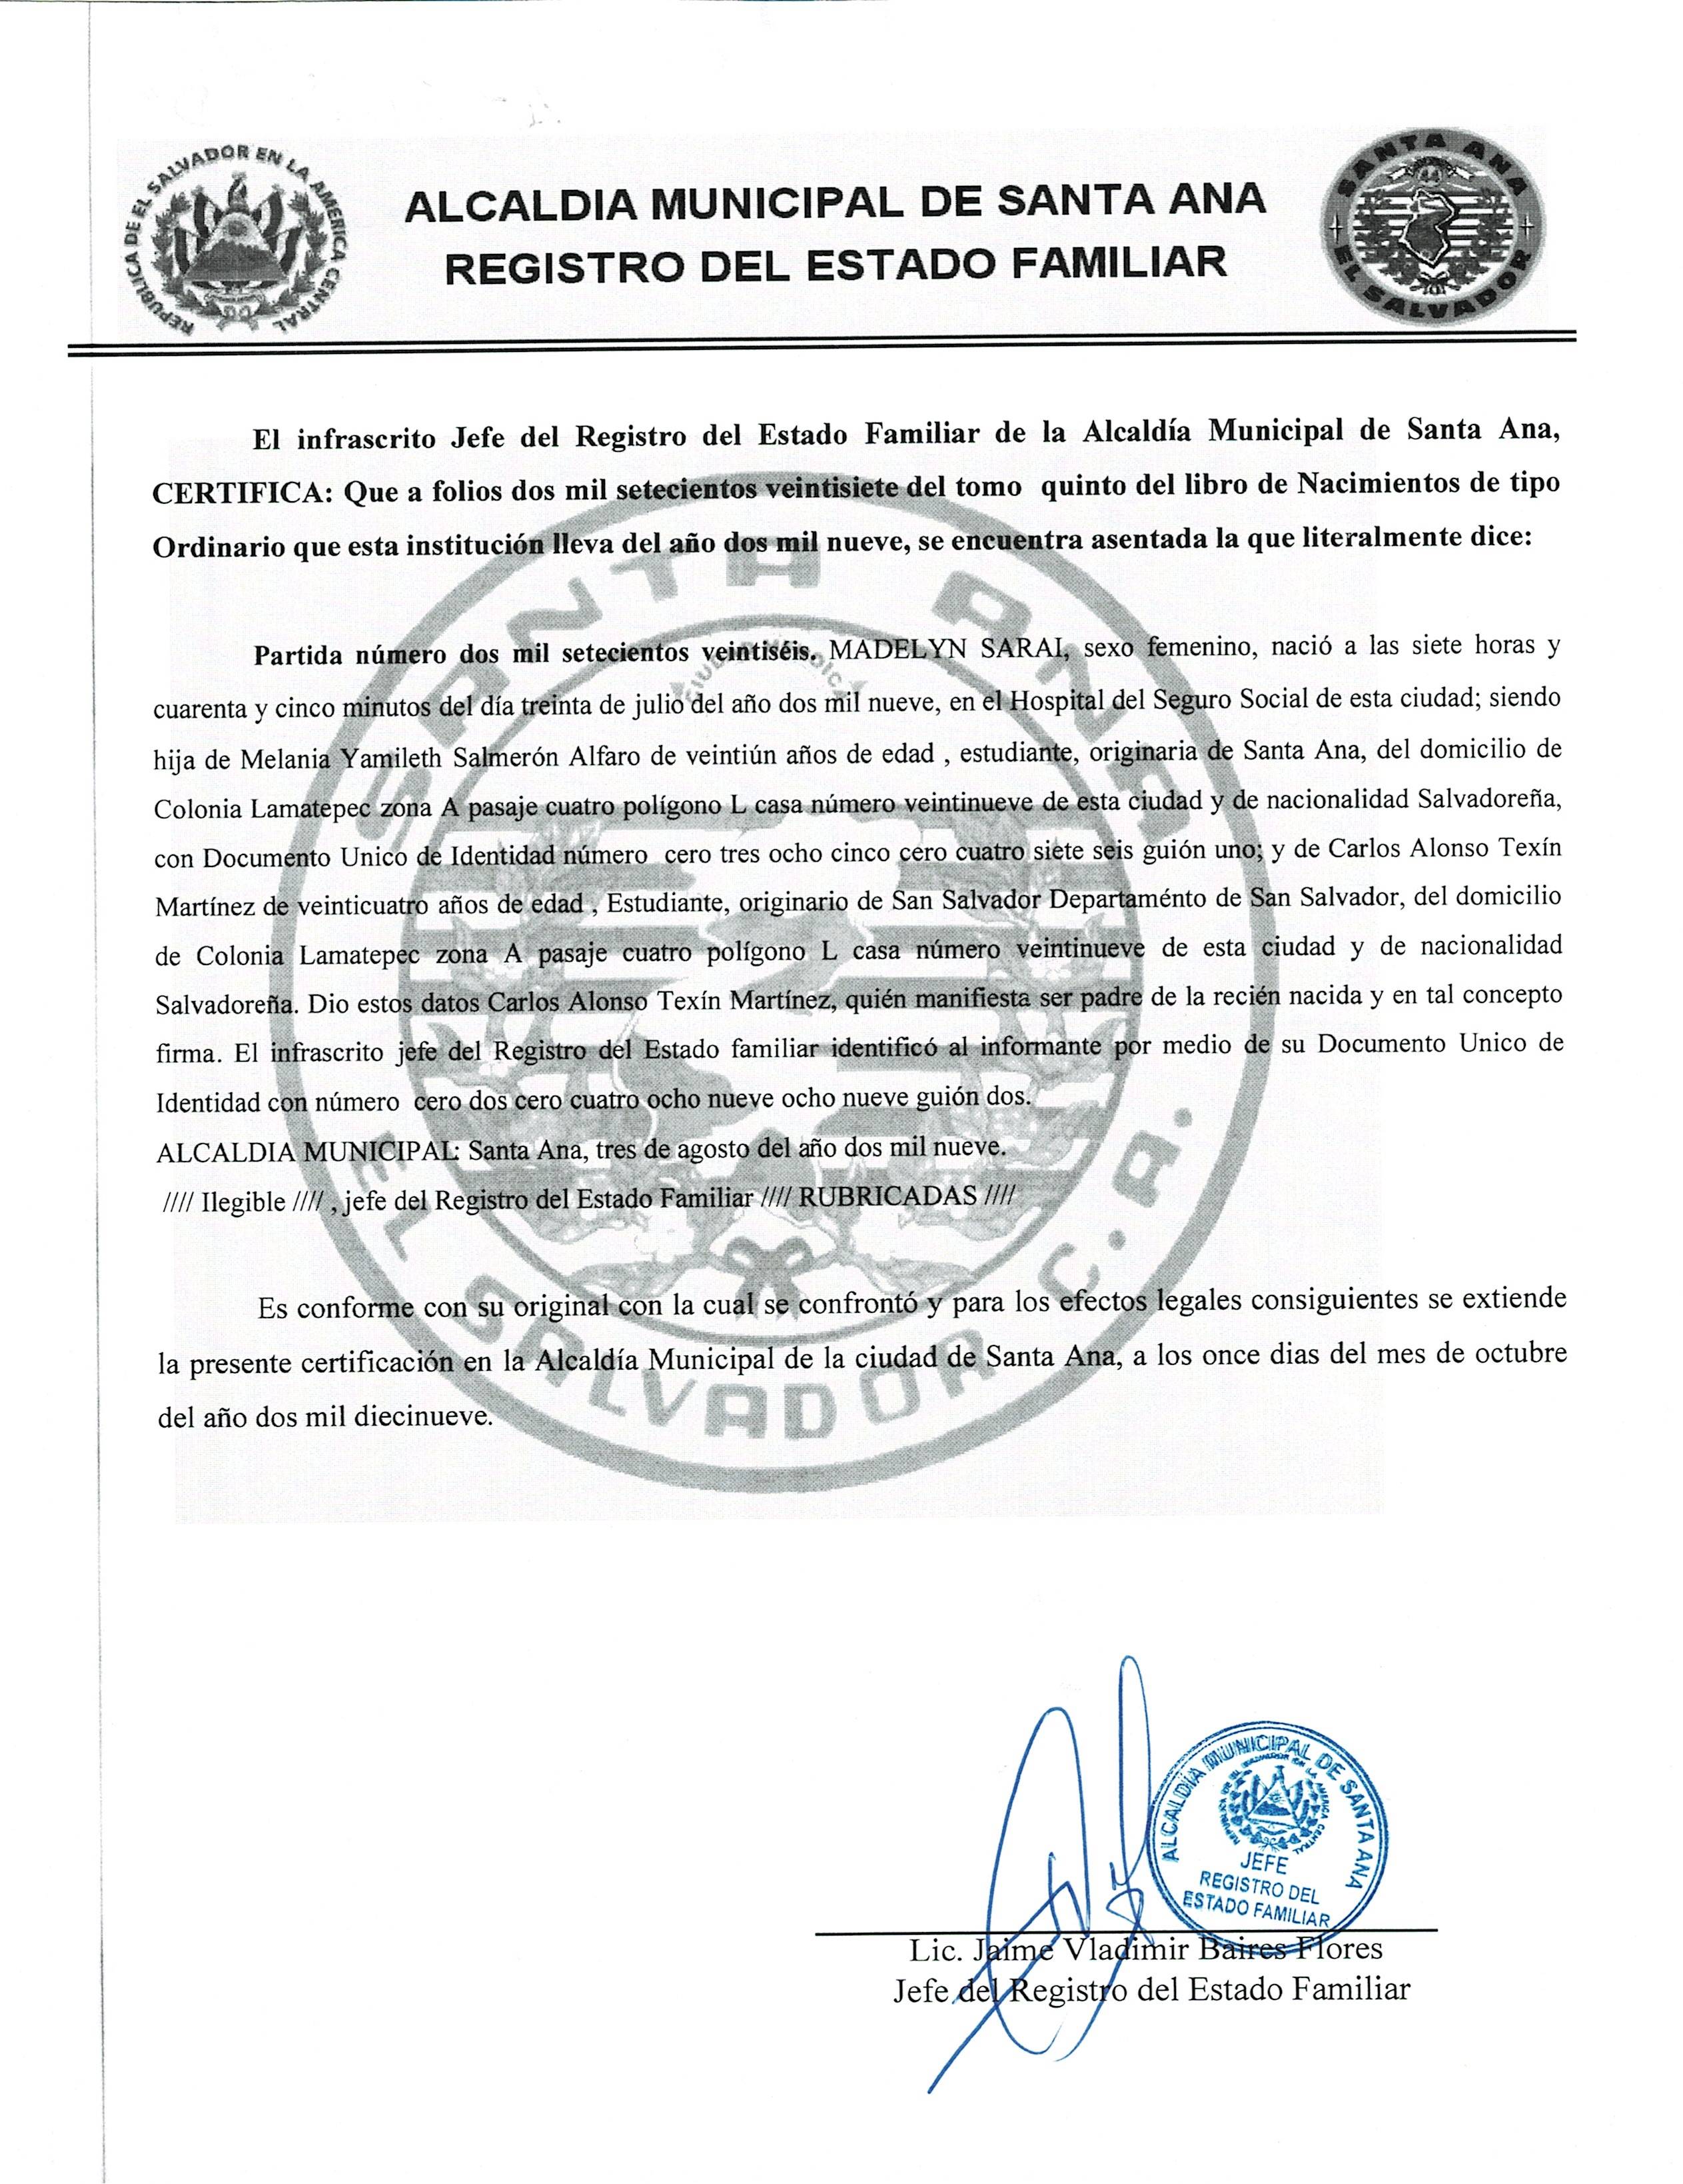 REPUBLICA DE EL SALVADOR EN LA AMERICA CENTRAL
ALCALDIA MUNICIPAL DE SANTA ANA
REGISTRO DEL ESTADO FAMILIAR
SANTA ANA
EL SALVADOR
El infrascrito Jefe del Registro del Estado Familiar de la Alcaldía Municipal de Santa Ana,
CERTIFICA: Que a folios dos mil setecientos veintisiete del tomo quinto del libro de Nacimientos de tipo
Ordinario que esta institución lleva del año dos mil nueve, se encuentra asentada la que literalmente dice:
Partida número dos mil setecientos veintiséis. MADELYN SARAI, sexo femenino, nació a las siete horas y
cuarenta y cinco minutos del día treinta de julio del año dos mil nueve, en el Hospital del Seguro Social de esta ciudad; siendo
hija de Melania Yamileth Salmerón Alfaro de veintiún años de edad , estudiante, originaria de Santa Ana, del domicilio de
Colonia Lamatepec zona A pasaje cuatro polígono L casa número veintinueve de esta ciudad y de nacionalidad Salvadoreña,
con Documento Unico de Identidad número cero tres ocho cinco cero cuatro siete seis guión uno; y de Carlos Alonso Texín
Martínez de veinticuatro años de edad , Estudiante, originario de San Salvador Departaménto de San Salvador, del domicilio
de Colonia Lamatepec zona A pasaje cuatro polígono L casa número veintinueve de esta ciudad y de nacionalidad
Salvadoreña. Dio estos datos Carlos Alonso Texín Martínez, quién manifiesta ser padre de la recién nacida y en tal concepto
firma. El infrascrito jefe del Registro del Estado familiar identificó al informante por medio de su Documento Unico de
Identidad con número cero dos cero cuatro ocho nueve ocho nueve guión dos.
ALCALDIA MUNICIPAL: Santa Ana, tres de agosto del año dos mil nueve.
//// Ilegible //// , jefe del Registro del Estado Familiar //// RUBRICADAS ////
Es conforme con su original con la cual se confrontó y para los efectos legales consiguientes se extiende
la presente certificación en la Alcaldía Municipal de la ciudad de Santa Ana, a los once dias del mes de octubre
del año dos mil diecinueve.
SANTA ANA
EL SALVADOR C.A.
ALCALDÍA MUNICIPAL DE SANTA ANA
JEFE
REGISTRO DEL
ESTADO FAMILIAR
Lic. Jaime Vladimir Baires Flores
Jefe del Registro del Estado Familiar